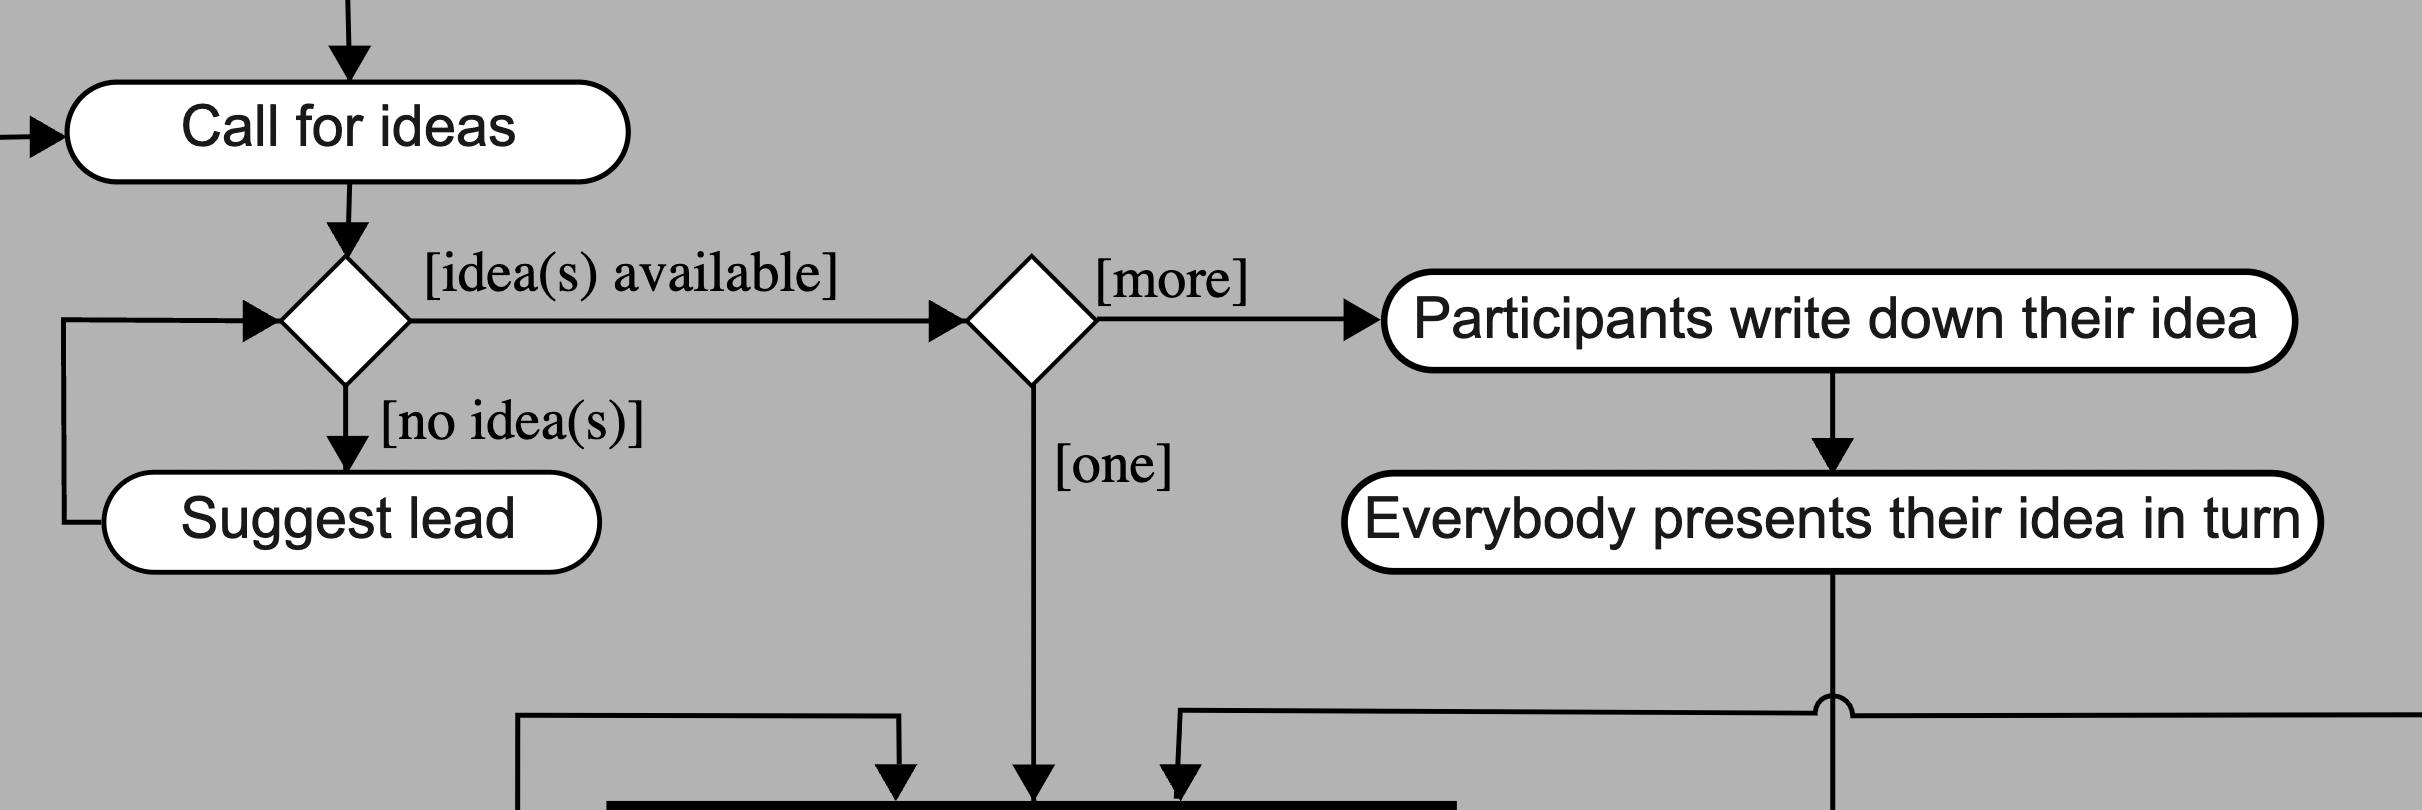 Call for ideas
[idea(s) available]
[more]
Participants write down their idea
[no idea(s)]
[one]
Suggest lead
Everybody presents their idea in turn